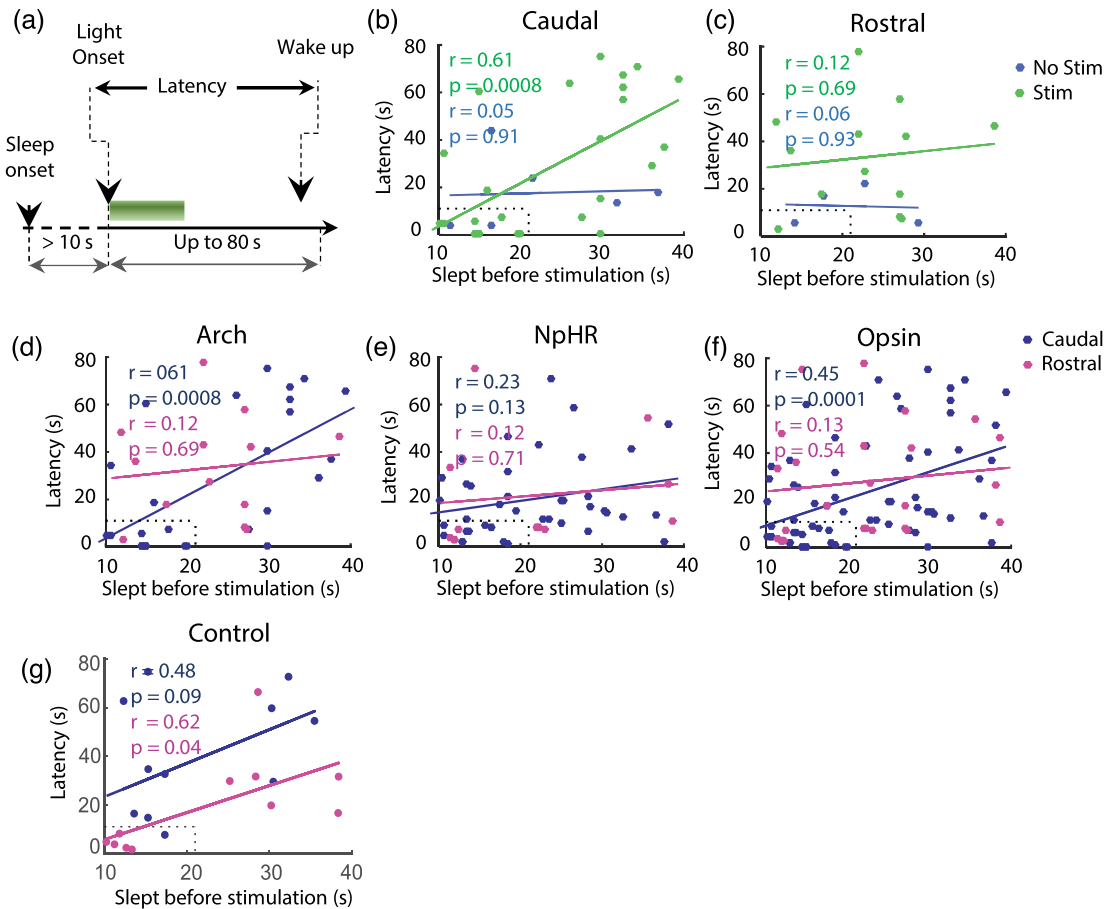 (a)
Light
Onset
Wake up
Latency
Sleep
onset
> 10 s
Up to 80 s
(b)
Caudal
r = 0.61
p = 0.0008
r = 0.05
p = 0.91
80
60
40
20
0
Latency (s)
10 20 30 40
Slept before stimulation (s)
(c)
Rostral
r = 0.12
p = 0.69
r = 0.06
p = 0.93
80
60
40
20
0
Latency (s)
10 20 30 40
Slept before stimulation (s)
No Stim
Stim
(d)
Arch
r = 061
p = 0.0008
r = 0.12
p = 0.69
80
60
40
20
0
Latency (s)
10 20 30 40
Slept before stimulation (s)
(e)
NpHR
r = 0.23
p = 0.13
r = 0.12
p = 0.71
80
60
40
20
0
Latency (s)
10 20 30 40
Slept before stimulation (s)
(f)
Opsin
r = 0.45
p = 0.0001
r = 0.13
p = 0.54
80
60
40
20
0
Latency (s)
10 20 30 40
Slept before stimulation (s)
Caudal
Rostral
(g)
Control
r = 0.48
p = 0.09
r = 0.62
p = 0.04
80
60
40
20
0
Latency (s)
10 20 30 40
Slept before stimulation (s)